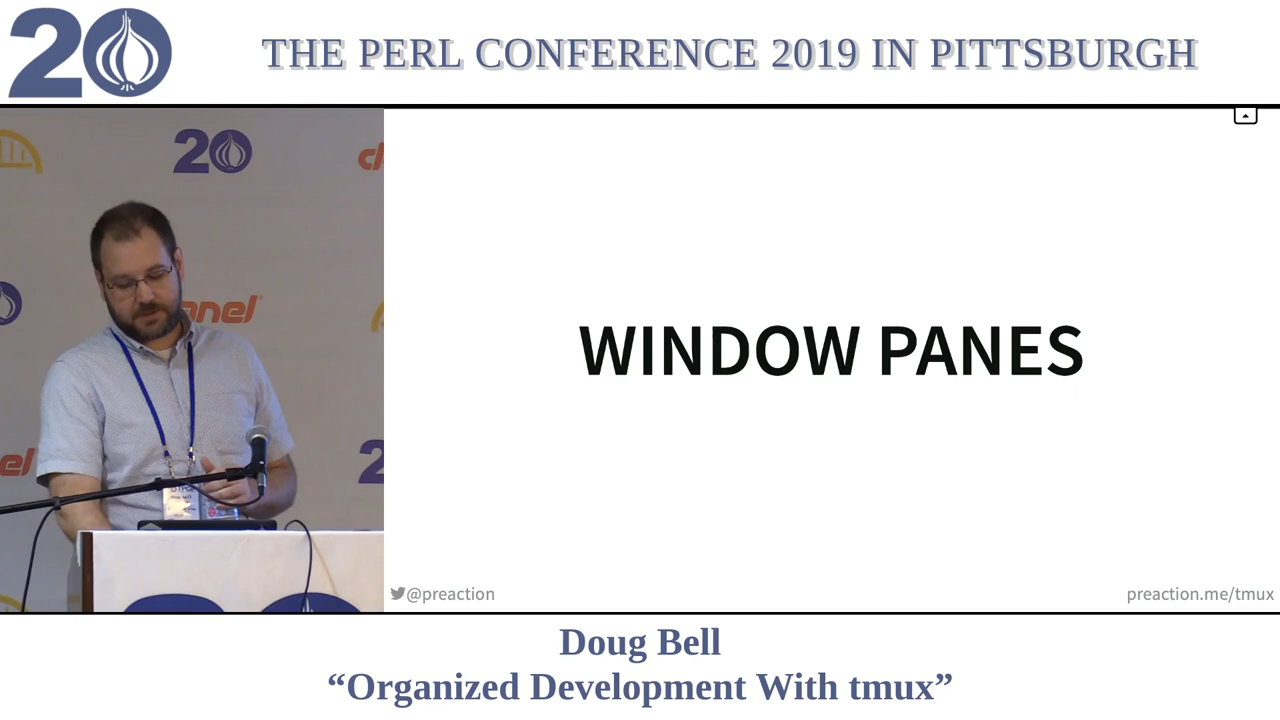 20
THE PERL CONFERENCE 2019 IN PITTSBURGH
20
WINDOW PANES
@preaction
preaction.me/tmux
Doug Bell
“Organized Development With tmux”